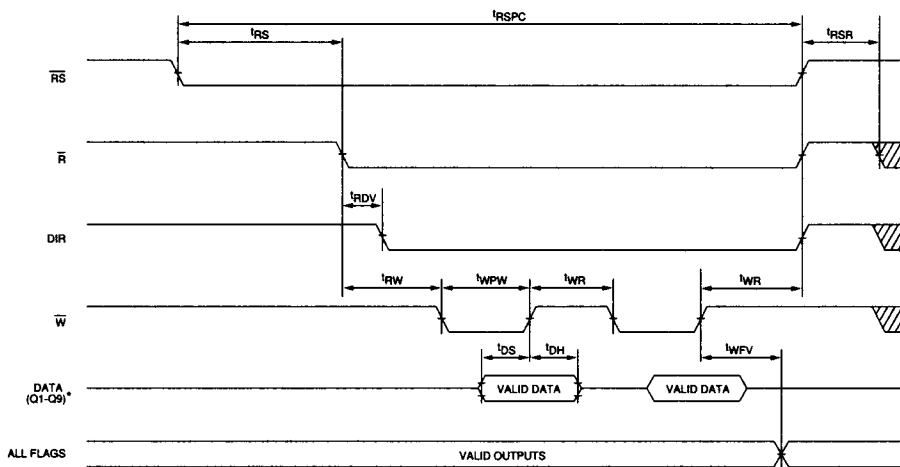 tRSPC
tRS
tRSR
RS
R
tRDV
DIR
tRW
tWPW
tWR
tWR
W
tDS
tDH
tWFV
DATA
(Q1-Q9)*
VALID DATA
VALID DATA
ALL FLAGS
VALID OUTPUTS